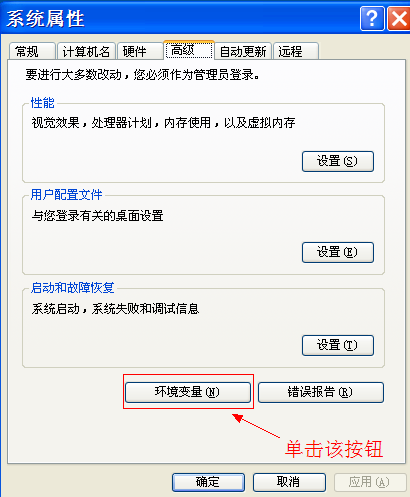 系统属性
常规 计算机名 硬件 高级 自动更新 远程
要进行大多数改动，您必须作为管理员登录。
性能
视觉效果，处理器计划，内存使用，以及虚拟内存
设置(S)
用户配置文件
与您登录有关的桌面设置
设置(E)
启动和故障恢复
系统启动，系统失败和调试信息
设置(T)
环境变量(N) 错误报告(R)
单击该按钮
确定 取消 应用(A)